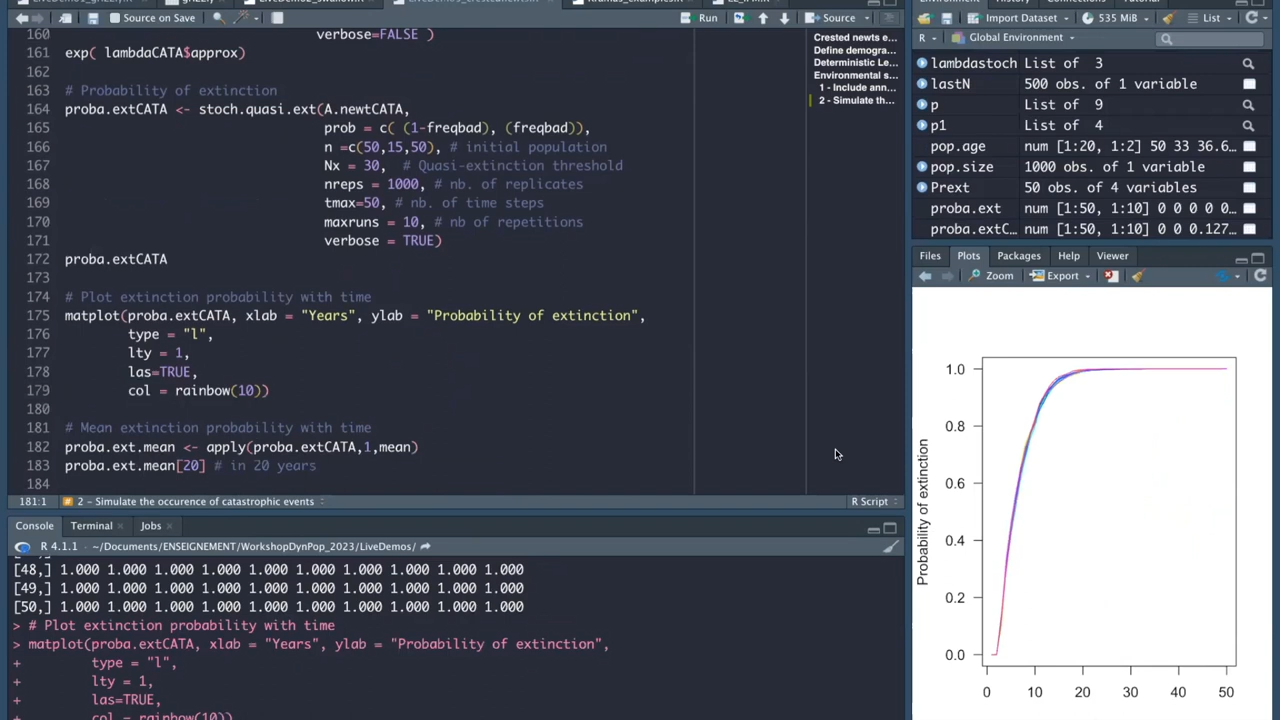 Source on Save
Run
Source
160 verbose=FALSE )
161 exp( lambdaCATA$approx)
162
163 # Probability of extinction
164 proba.extCATA <- stoch.quasi.ext(A.newtCATA,
165 prob = c( (1-freqbad), (freqbad)),
166 n =c(50,15,50), # initial population
167 Nx = 30, # Quasi-extinction threshold
168 nreps = 1000, # nb. of replicates
169 tmax=50, # nb. of time steps
170 maxruns = 10, # nb of repetitions
171 verbose = TRUE)
172 proba.extCATA
173
174 # Plot extinction probability with time
175 matplot(proba.extCATA, xlab = "Years", ylab = "Probability of extinction",
176 type = "l",
177 lty = 1,
178 las=TRUE,
179 col = rainbow(10))
180
181 # Mean extinction probability with time
182 proba.ext.mean <- apply(proba.extCATA,1,mean)
183 proba.ext.mean[20] # in 20 years
184
Crested newts e...
Define demogra...
Deterministic Le...
Environmental s...
1 - Include ann...
2 - Simulate th...
181:1 # 2 - Simulate the occurence of catastrophic events
R Script
Console Terminal Jobs
R 4.1.1 · ~/Documents/ENSEIGNEMENT/WorkshopDynPop_2023/LiveDemos/
[48,] 1.000 1.000 1.000 1.000 1.000 1.000 1.000 1.000 1.000 1.000
[49,] 1.000 1.000 1.000 1.000 1.000 1.000 1.000 1.000 1.000 1.000
[50,] 1.000 1.000 1.000 1.000 1.000 1.000 1.000 1.000 1.000 1.000
> # Plot extinction probability with time
> matplot(proba.extCATA, xlab = "Years", ylab = "Probability of extinction",
+ type = "l",
+ lty = 1,
+ las=TRUE,
+ col = rainbow(10))
Import Dataset 535 MiB List
R Global Environment
lambdastoch List of 3
lastN 500 obs. of 1 variable
p List of 9
p1 List of 4
pop.age num [1:20, 1:2] 50 33 36.6...
pop.size 1000 obs. of 1 variable
Prext 50 obs. of 4 variables
proba.ext num [1:50, 1:10] 0 0 0 0 0...
proba.extC... num [1:50, 1:10] 0 0 0.127...
Files Plots Packages Help Viewer
Zoom Export
Probability of extinction
1.0
0.8
0.6
0.4
0.2
0.0
0 10 20 30 40 50